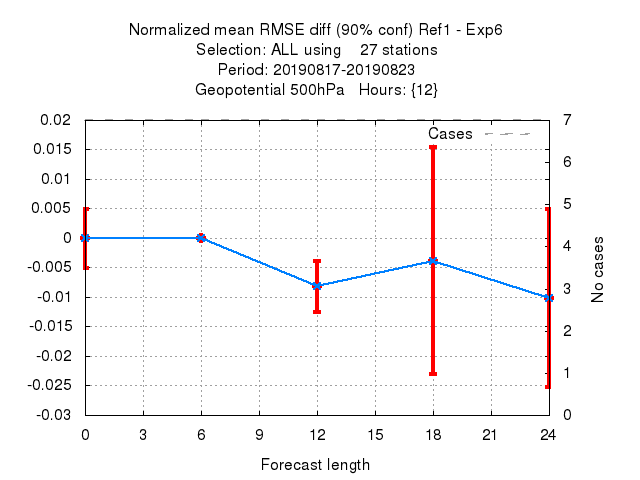 Normalized mean RMSE diff (90% conf) Ref1 - Exp6
Selection: ALL using    27 stations
Period: 20190817-20190823
Geopotential 500hPa   Hours: {12}
0.02
0.015
0.01
0.005
0
-0.005
-0.01
-0.015
-0.02
-0.025
-0.03
Cases
7
6
5
4
3
2
1
0
No cases
0 3 6 9 12 15 18 21 24
Forecast length